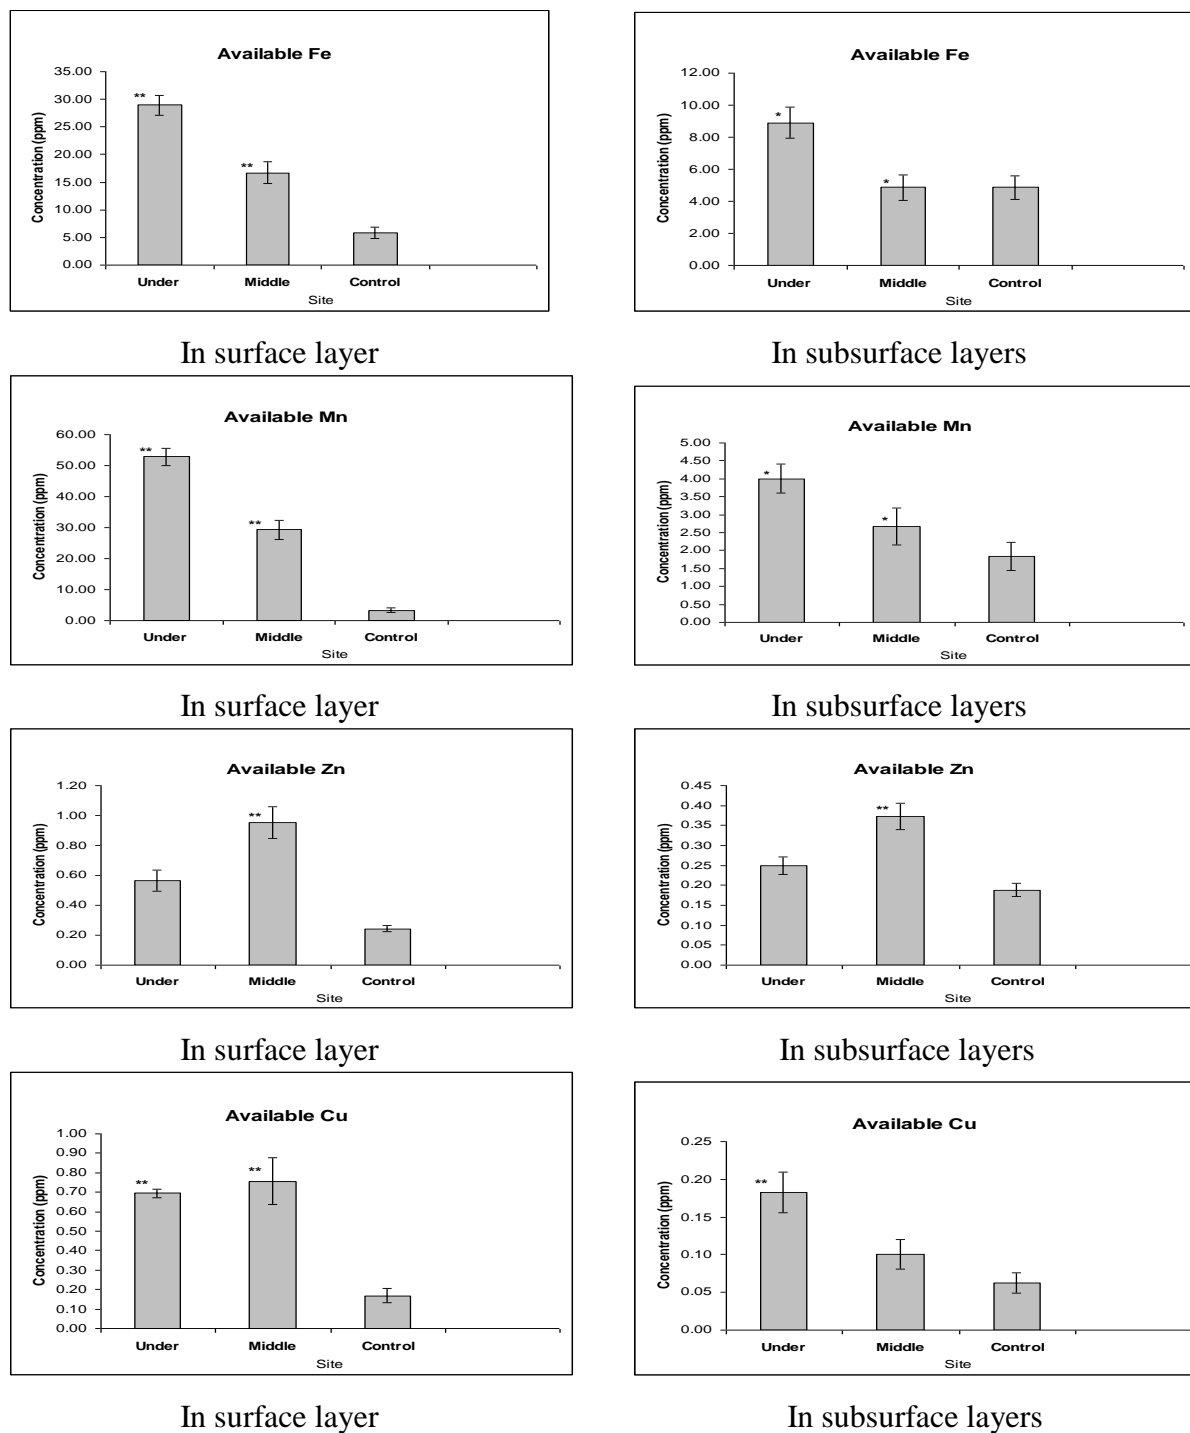 Available Fe
Concentration (ppm)
35.00
30.00
25.00
20.00
15.00
10.00
5.00
0.00
**
**
Under Middle Control
Site
Available Fe
Concentration (ppm)
12.00
10.00
8.00
6.00
4.00
2.00
0.00
*
*
Under Middle Control
Site
In surface layer
In subsurface layers
Available Mn
Concentration (ppm)
60.00
50.00
40.00
30.00
20.00
10.00
0.00
**
**
Under Middle Control
Site
Available Mn
Concentration (ppm)
5.00
4.50
4.00
3.50
3.00
2.50
2.00
1.50
1.00
0.50
0.00
*
*
Under Middle Control
Site
In surface layer
In subsurface layers
Available Zn
Concentration (ppm)
1.20
1.00
0.80
0.60
0.40
0.20
0.00
**
Under Middle Control
Site
Available Zn
Concentration (ppm)
0.45
0.40
0.35
0.30
0.25
0.20
0.15
0.10
0.05
0.00
**
Under Middle Control
Site
In surface layer
In subsurface layers
Available Cu
Concentration (ppm)
1.00
0.90
0.80
0.70
0.60
0.50
0.40
0.30
0.20
0.10
0.00
**
**
Under Middle Control
Site
Available Cu
Concentration (ppm)
0.25
0.20
0.15
0.10
0.05
0.00
**
Under Middle Control
Site
In surface layer
In subsurface layers